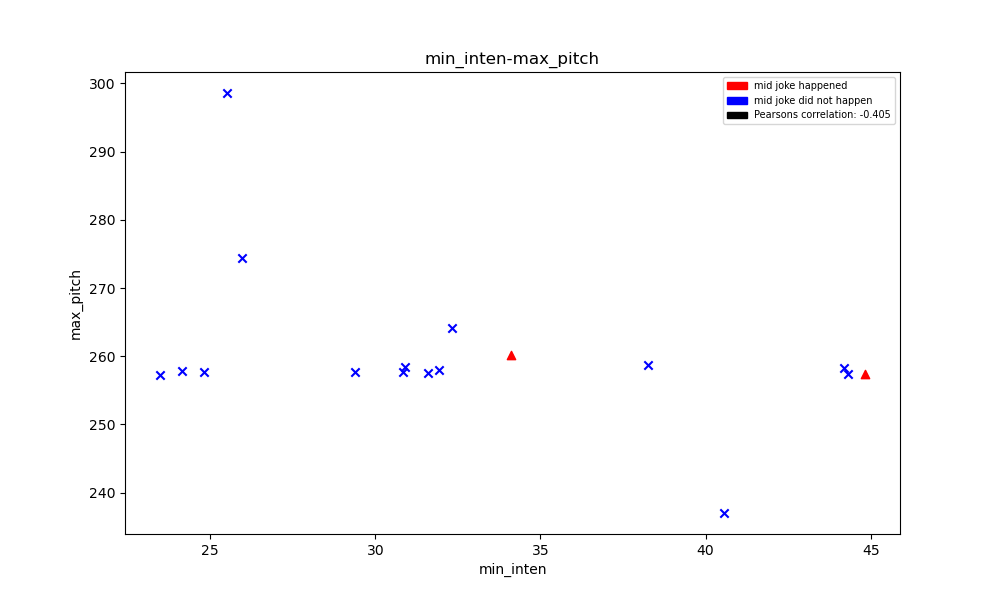 min_inten-max_pitch
mid joke happened
mid joke did not happen
Pearsons correlation: -0.405
300
290
280
270
260
250
240
max_pitch
25
30
35
40
45
min_inten